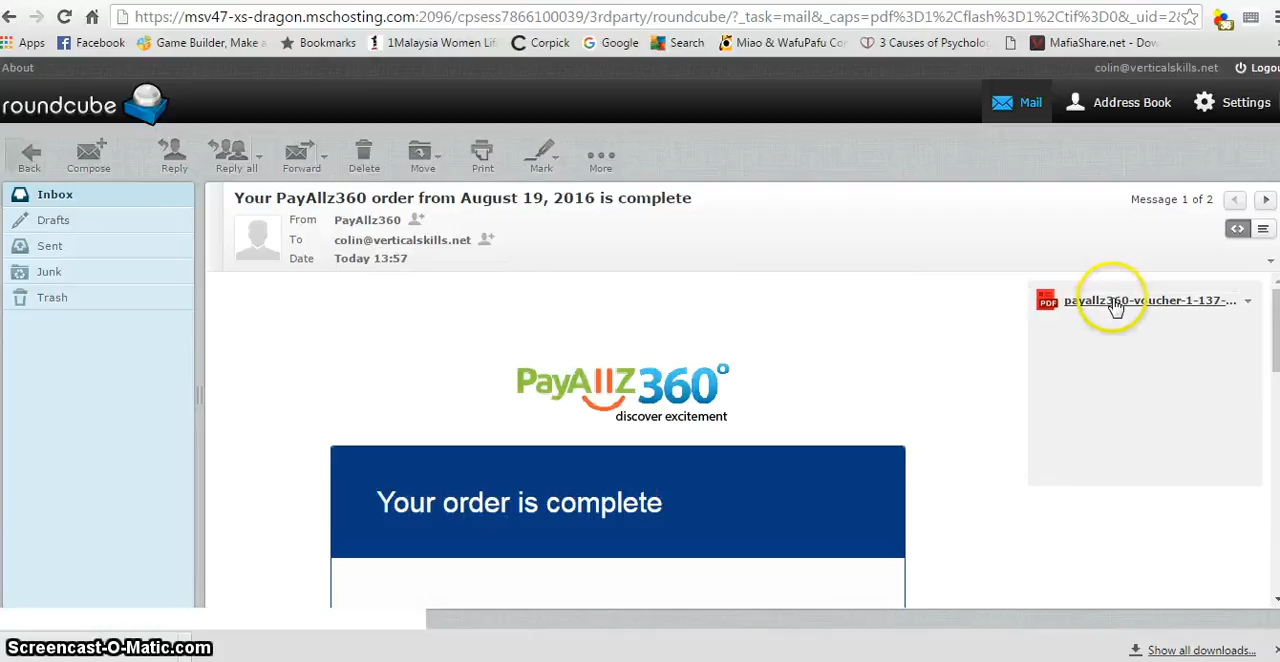 https://msv47-xs-dragon.mschosting.com:2096/cpsess7866100039/3rdparty/roundcube/?_task=mail&_caps=pdf%3D1%2Cflash%3D1%2Ctif%3D0&_uid=2
Apps Facebook Game Builder, Make Bookmarks 1Malaysia Women Li Corpick Google Search Miao & WafuPafu Co 3 Causes of Psycholo MafiaShare.net - Dow
About colin@verticalskills.net Logou
roundcube Mail Address Book Settings
Back Compose Reply Reply all Forward Delete Move Print Mark More
Inbox
Drafts
Sent
Junk
Trash
Your PayAllz360 order from August 19, 2016 is complete
Message 1 of 2
From PayAllz360
To colin@verticalskills.net
Date Today 13:57
PDF payallz360-voucher-1-137-...
PayAllZ360°
discover excitement
Your order is complete
Screencast-O-Matic.com
Show all downloads...